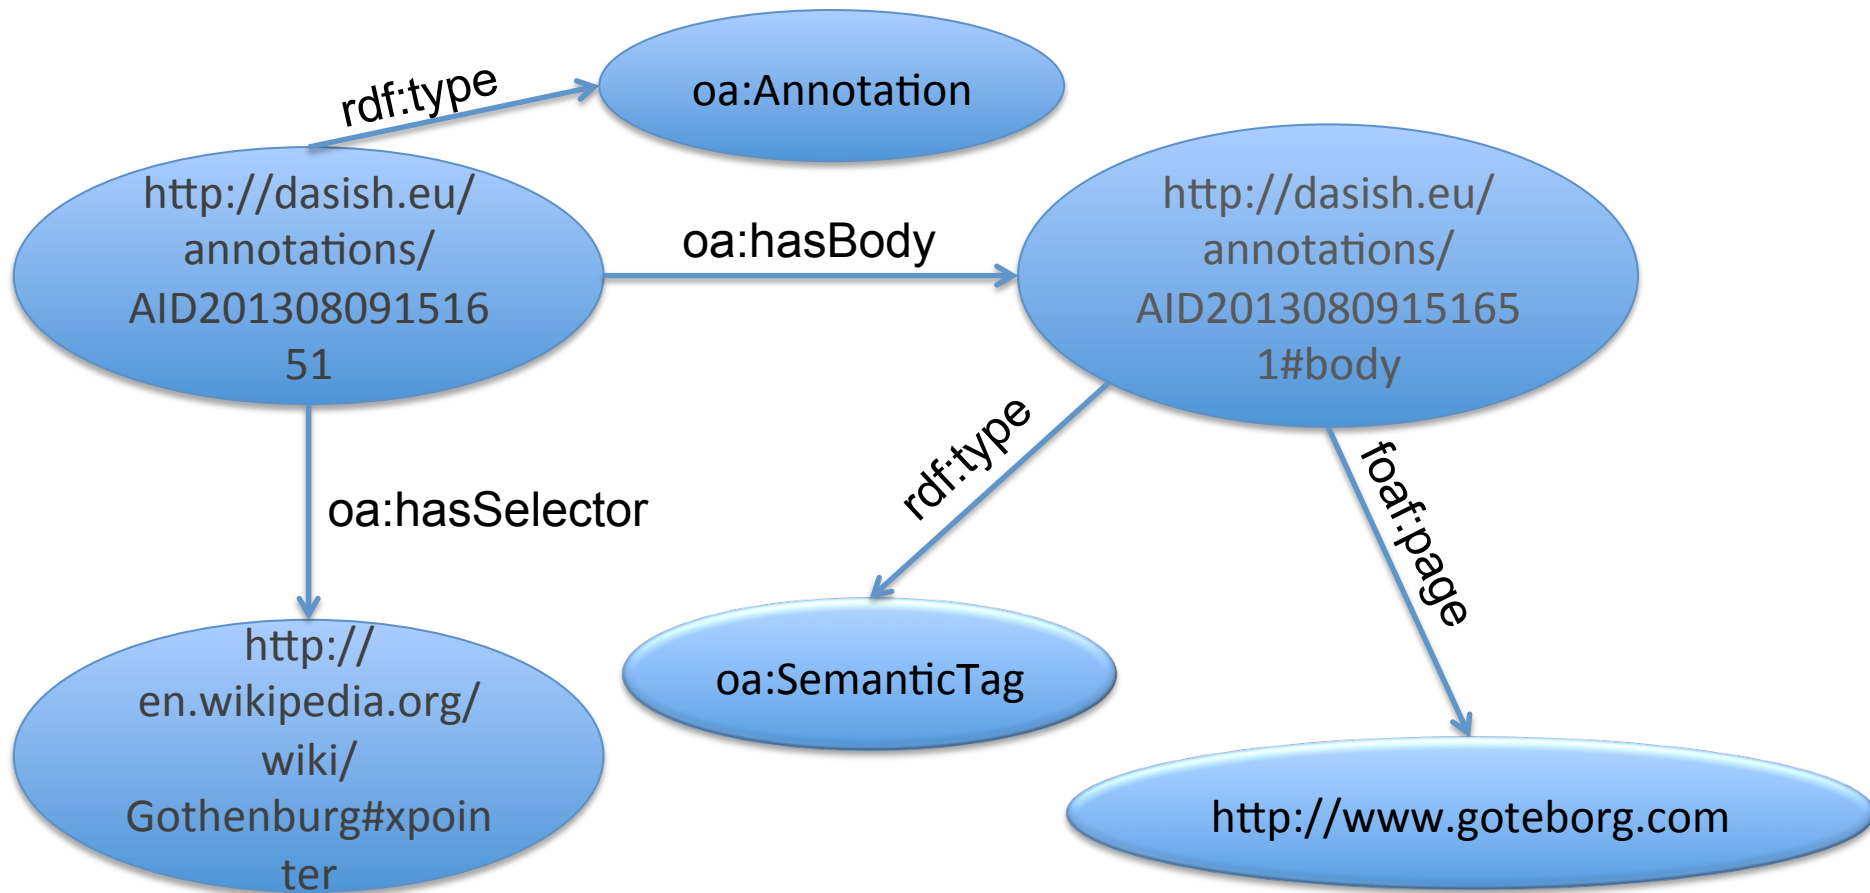 rdf:type
oa:Annotation
http://dasish.eu/
annotations/
AID201308091516
51
oa:hasBody
http://dasish.eu/
annotations/
AID2013080915165
1#body
oa:hasSelector
rdf:type
foaf:page
http://
en.wikipedia.org/
wiki/
Gothenburg#xpoin
ter
oa:SemanticTag
http://www.goteborg.com